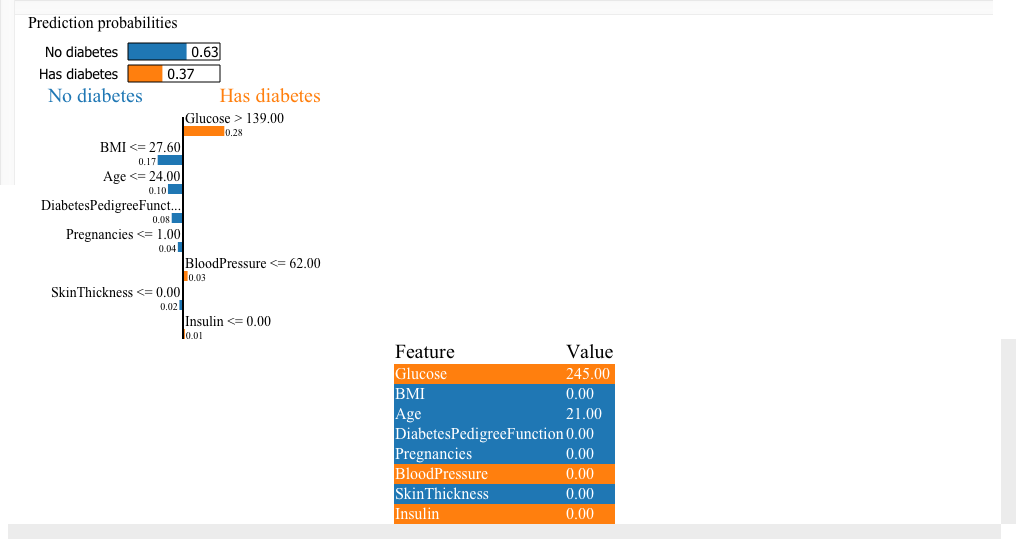 Prediction probabilities
No diabetes 0.63
Has diabetes 0.37
No diabetes Has diabetes
Glucose > 139.00
0.28
BMI <= 27.60
0.17
Age <= 24.00
0.10
DiabetesPedigreeFunct...
0.08
Pregnancies <= 1.00
0.04
BloodPressure <= 62.00
0.03
SkinThickness <= 0.00
0.02
Insulin <= 0.00
0.01
Feature Value
Glucose 245.00
BMI 0.00
Age 21.00
DiabetesPedigreeFunction 0.00
Pregnancies 0.00
BloodPressure 0.00
SkinThickness 0.00
Insulin 0.00